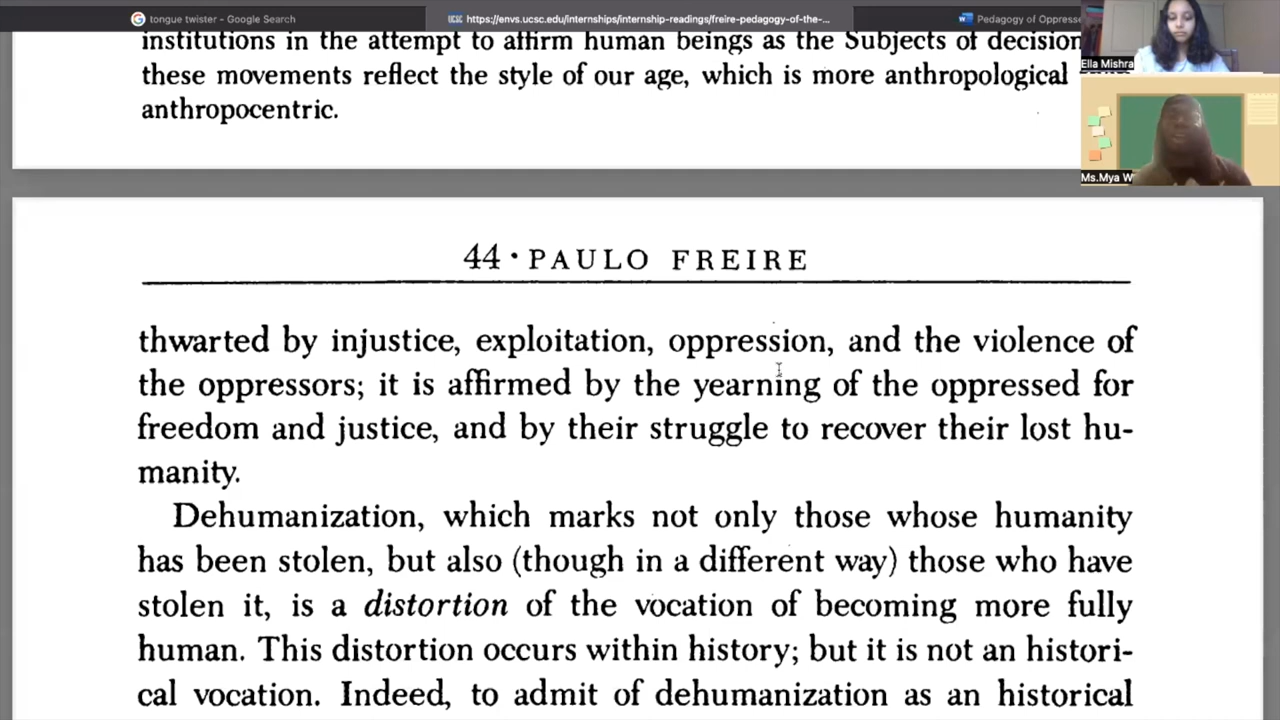 tongue twister - Google Search
https://envs.ucsc.edu/internships/internship-readings/freire-pedagogy-of-the-...
Pedagogy of Oppresse
institutions in the attempt to affirm human beings as the Subjects of decision
these movements reflect the style of our age, which is more anthropological
anthropocentric.
Ella Mishra
Ms.Mya W
44 · PAULO FREIRE
thwarted by injustice, exploitation, oppression, and the violence of
the oppressors; it is affirmed by the yearning of the oppressed for
freedom and justice, and by their struggle to recover their lost hu-
manity.
Dehumanization, which marks not only those whose humanity
has been stolen, but also (though in a different way) those who have
stolen it, is a distortion of the vocation of becoming more fully
human. This distortion occurs within history; but it is not an histori-
cal vocation. Indeed, to admit of dehumanization as an historical